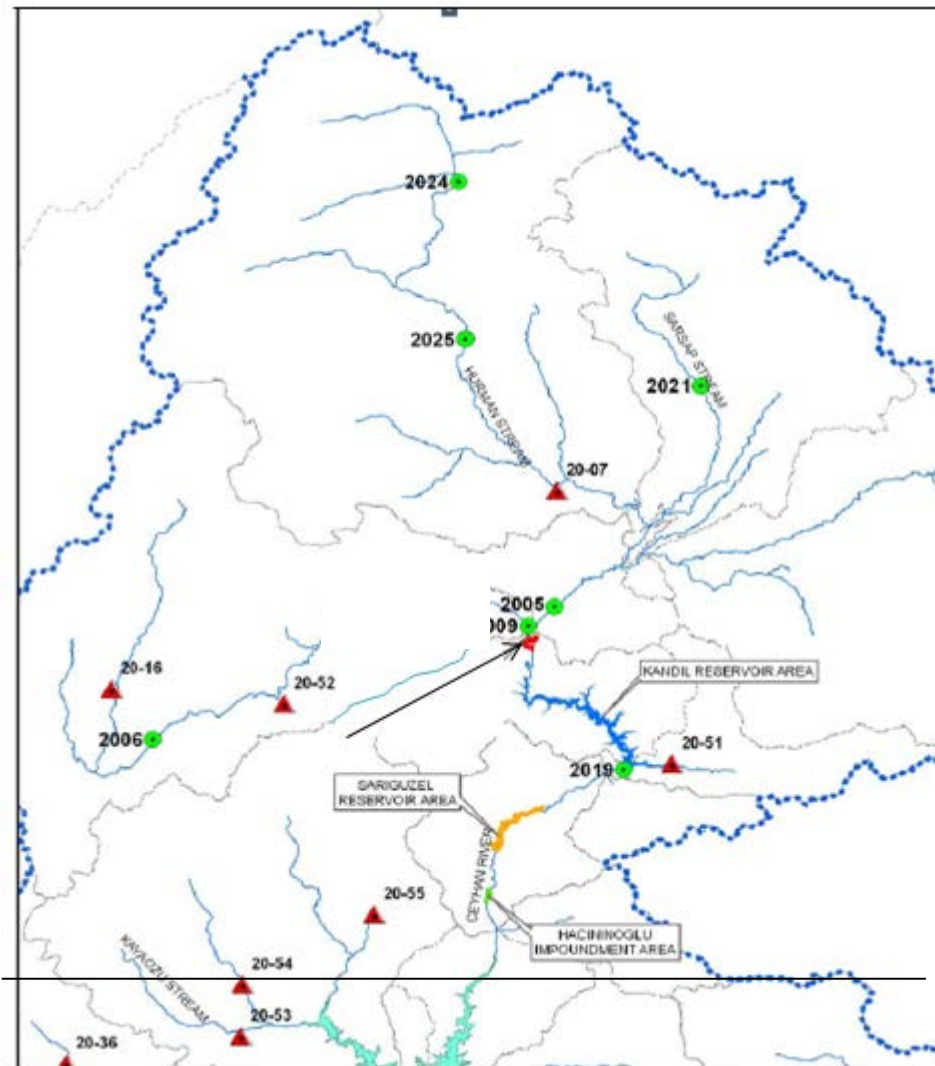 2024
2025
HURMAN STREAM
SARSAP STREAM
2021
20-07
2005
009
20-16
20-52
2006
KANDIL RESERVOIR AREA
20-51
2019
SARIGUZEL
RESERVOIR AREA
CEYHAN RIVER
20-55
HACININOGLU
IMPOUNDMENT AREA
KAVAOZU STREAM
20-54
20-53
20-36